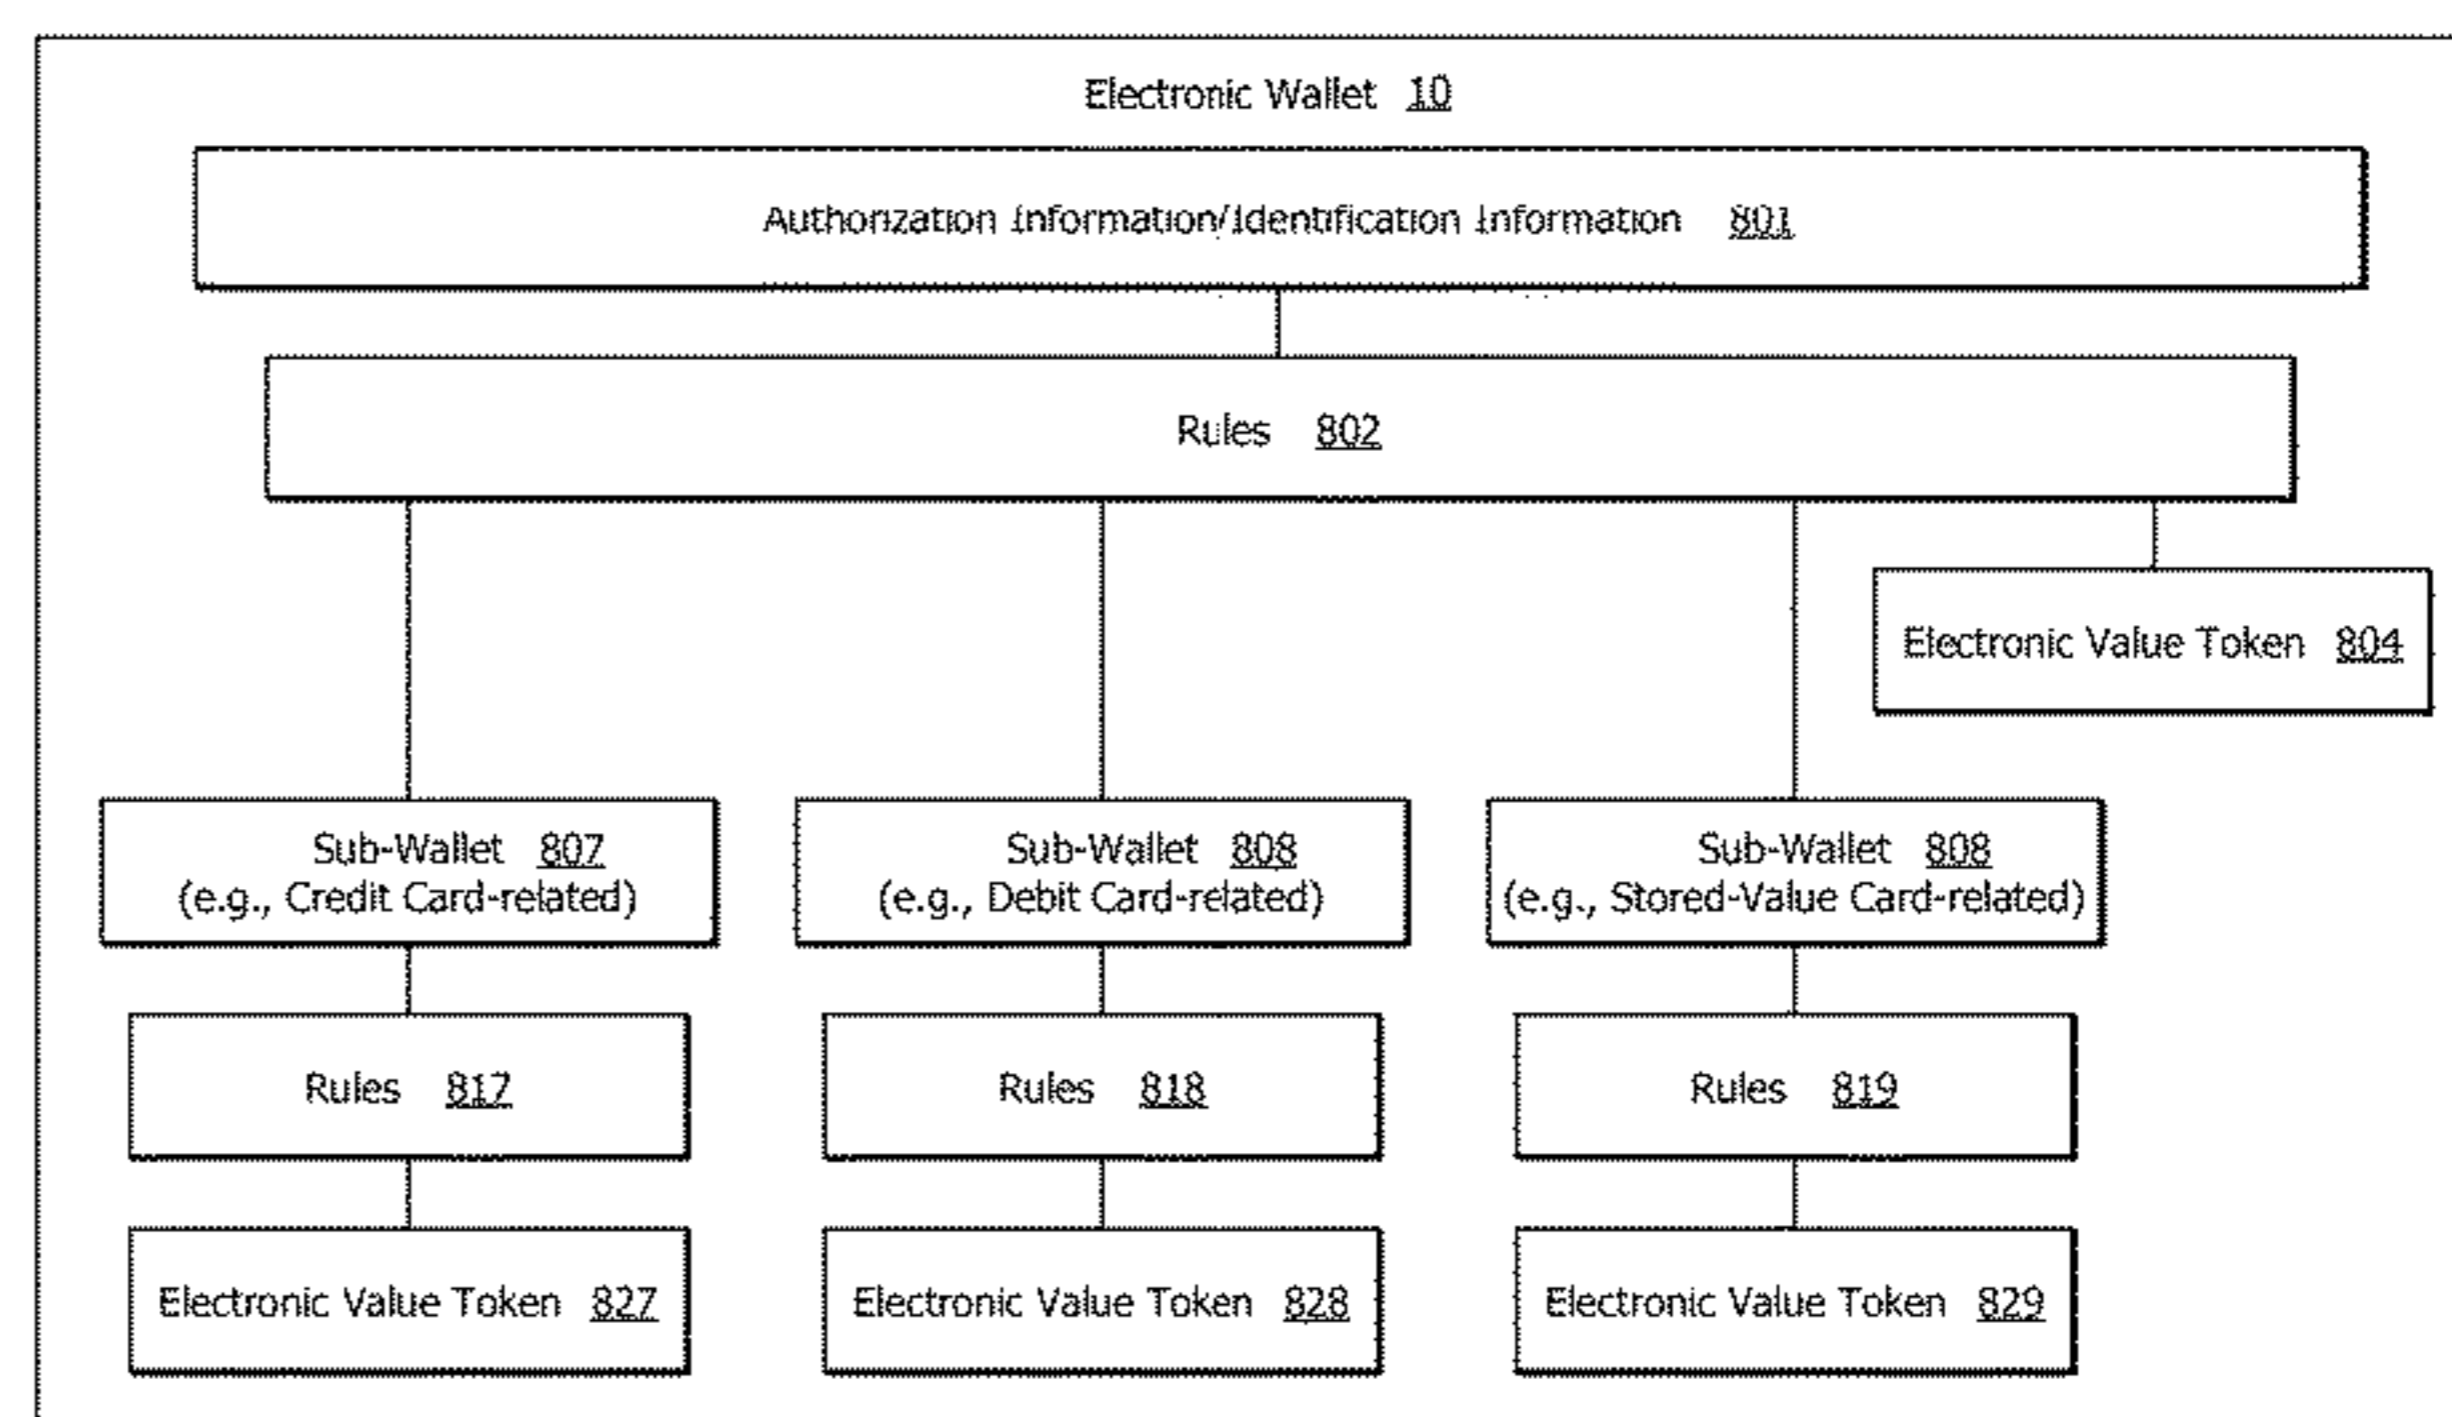 Electronic Wallet 10
Authorization Information/Identification Information 801
Rules 802
Electronic Value Token 804
Sub-Wallet 807
(e.g., Credit Card-related)
Sub-Wallet 808
(e.g., Debit Card-related)
Sub-Wallet 808
(e.g., Stored-Value Card-related)
Rules 817
Rules 818
Rules 819
Electronic Value Token 827
Electronic Value Token 828
Electronic Value Token 829